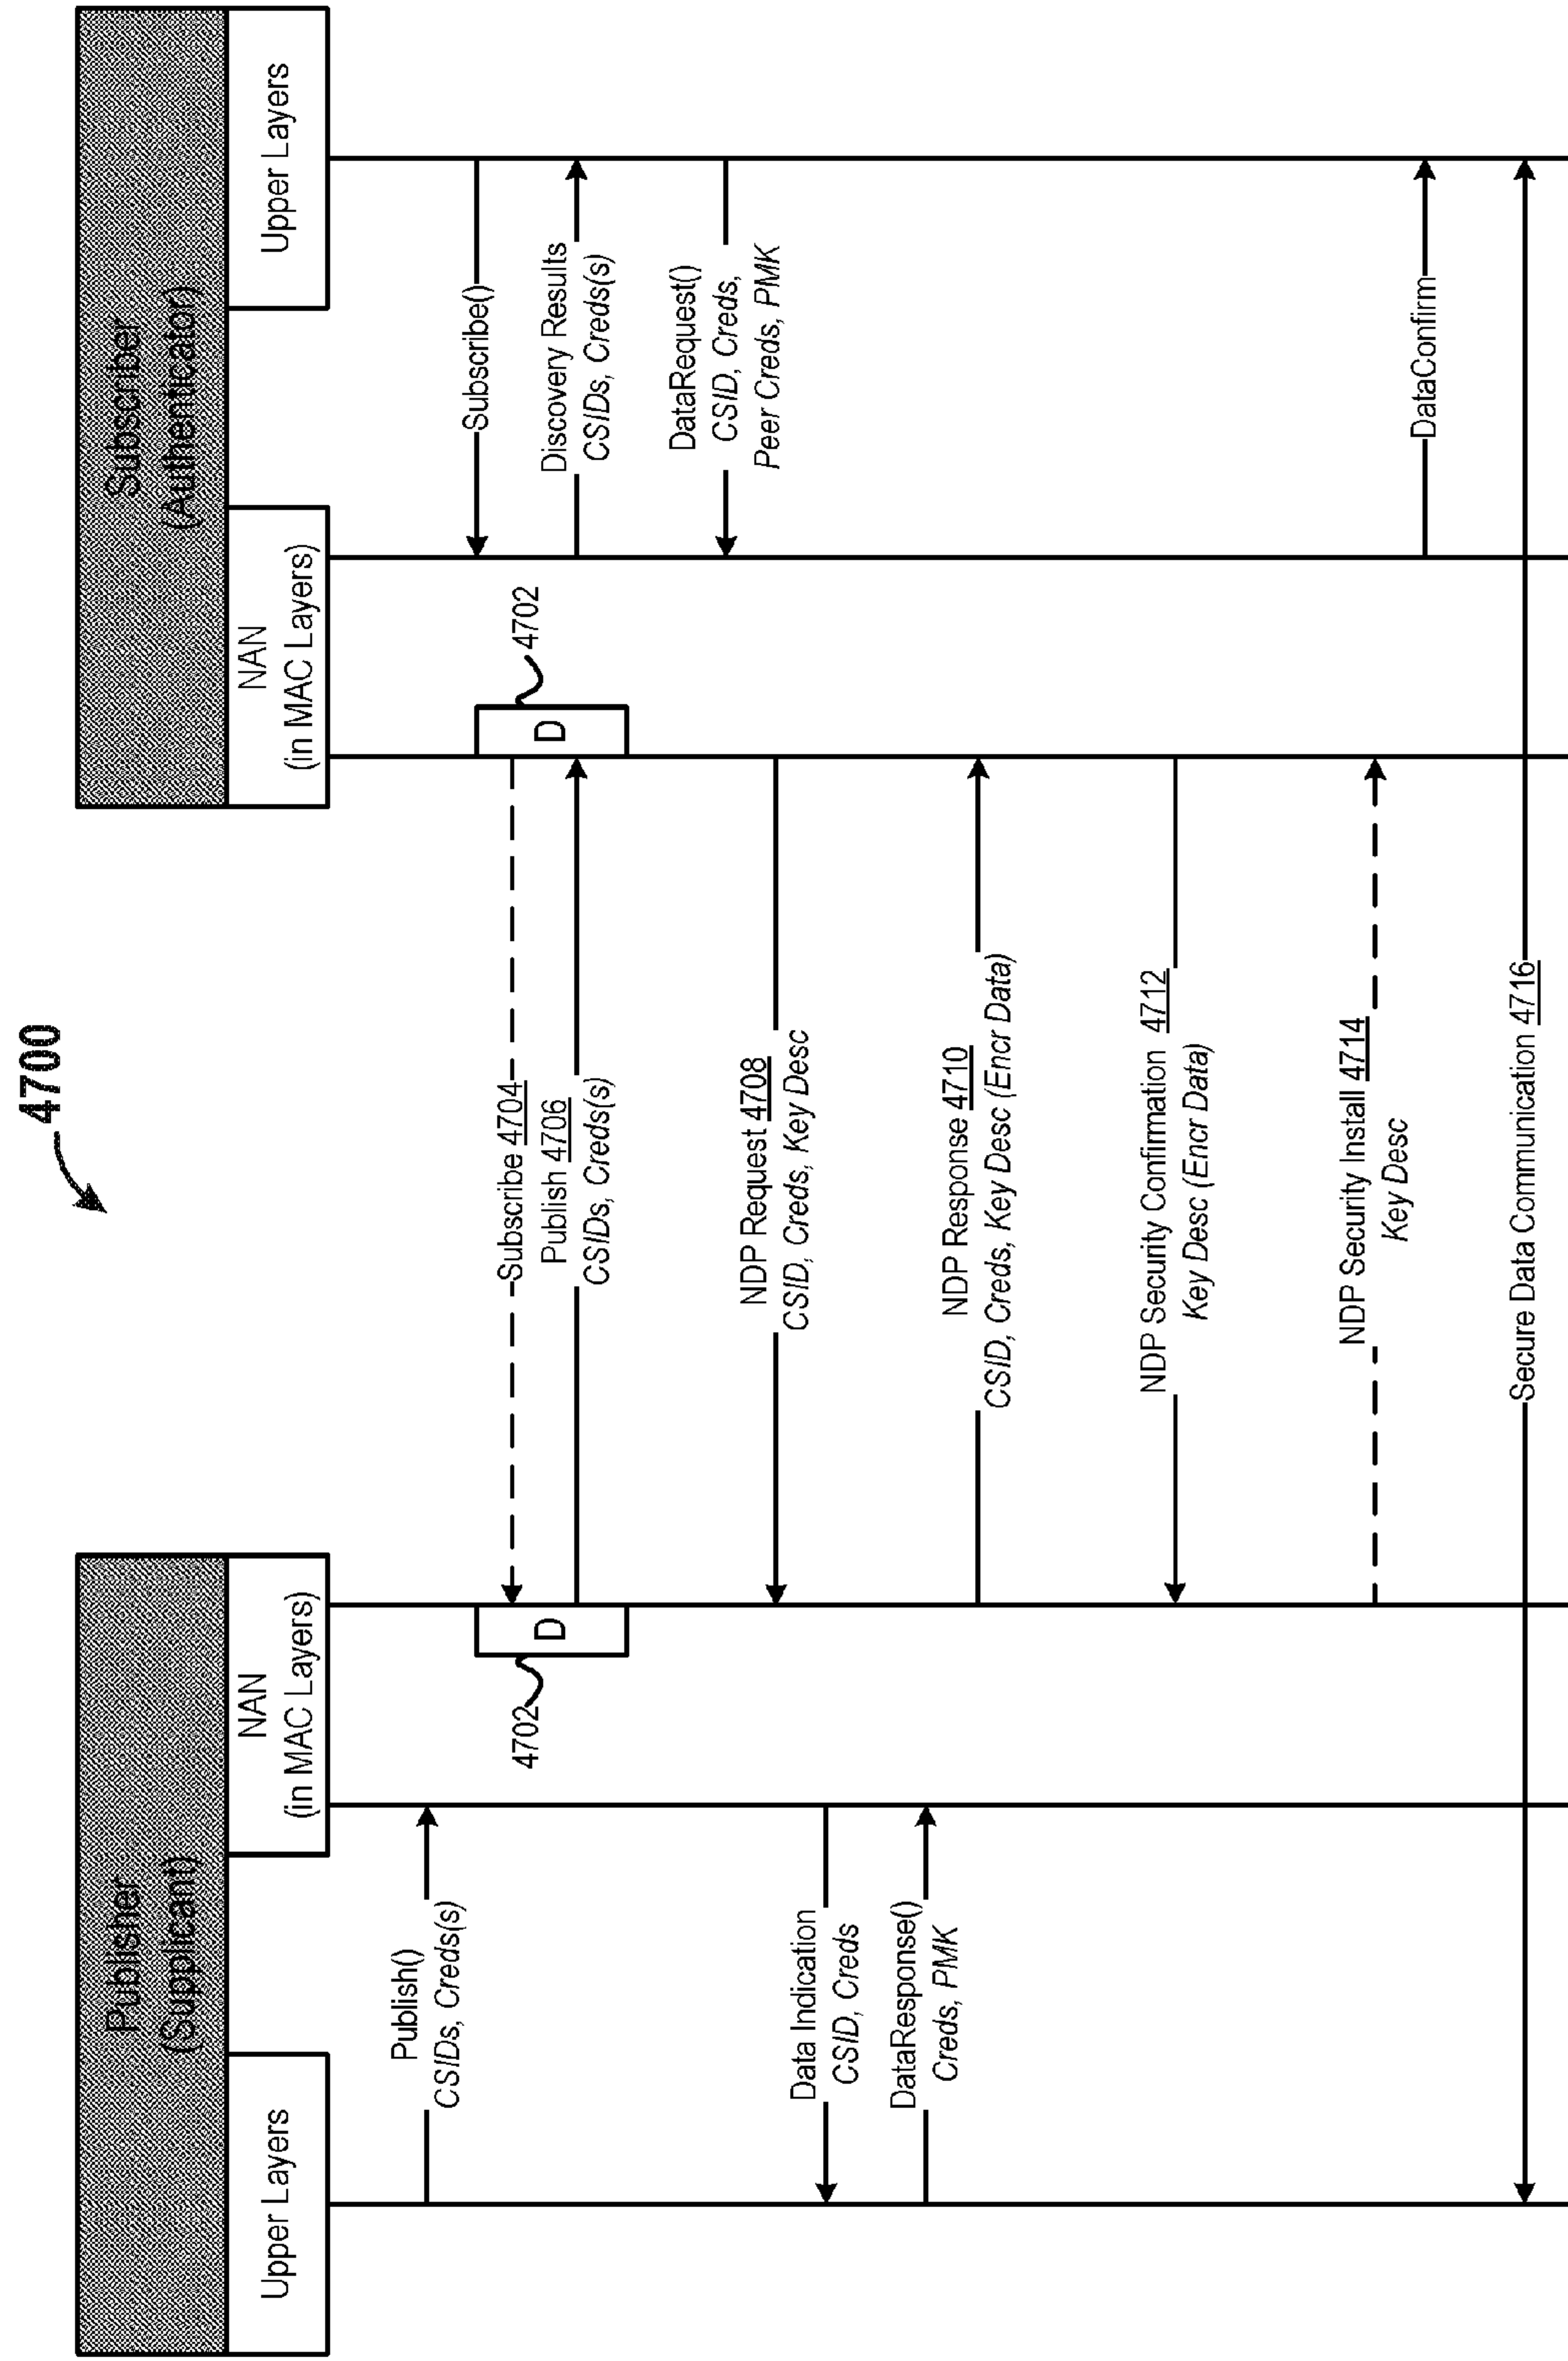 4700
Publisher
(Supplicant)
Subscriber
(Authenticator)
Upper Layers
NAN
(in MAC Layers)
NAN
(in MAC Layers)
Upper Layers
Publish()
CSIDs, Creds(s)
Subscribe()
4702
D
D
4702
Subscribe 4704
Publish 4706
CSIDs, Creds(s)
Discovery Results
CSIDs, Creds(s)
DataRequest()
CSID, Creds,
Peer Creds, PMK
NDP Request 4708
CSID, Creds, Key Desc
Data Indication
CSID, Creds
DataResponse()
Creds, PMK
NDP Response 4710
CSID, Creds, Key Desc (Encr Data)
NDP Security Confirmation 4712
Key Desc (Encr Data)
NDP Security Install 4714
Key Desc
DataConfirm
Secure Data Communication 4716